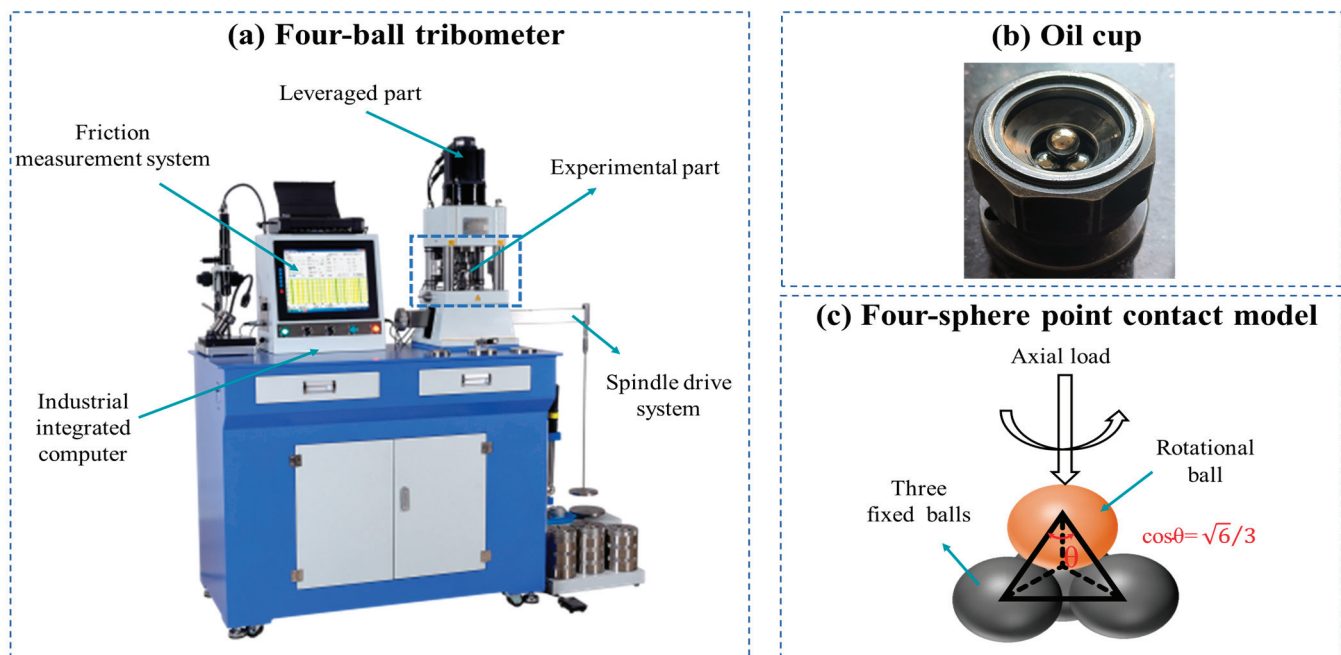 (a) Four-ball tribometer
Leveraged part
Friction
measurement system
Experimental part
Industrial
integrated
computer
Spindle drive
system
(b) Oil cup
(c) Four-sphere point contact model
Axial load
Rotational
ball
Three
fixed balls
cosθ=√6/3
θ